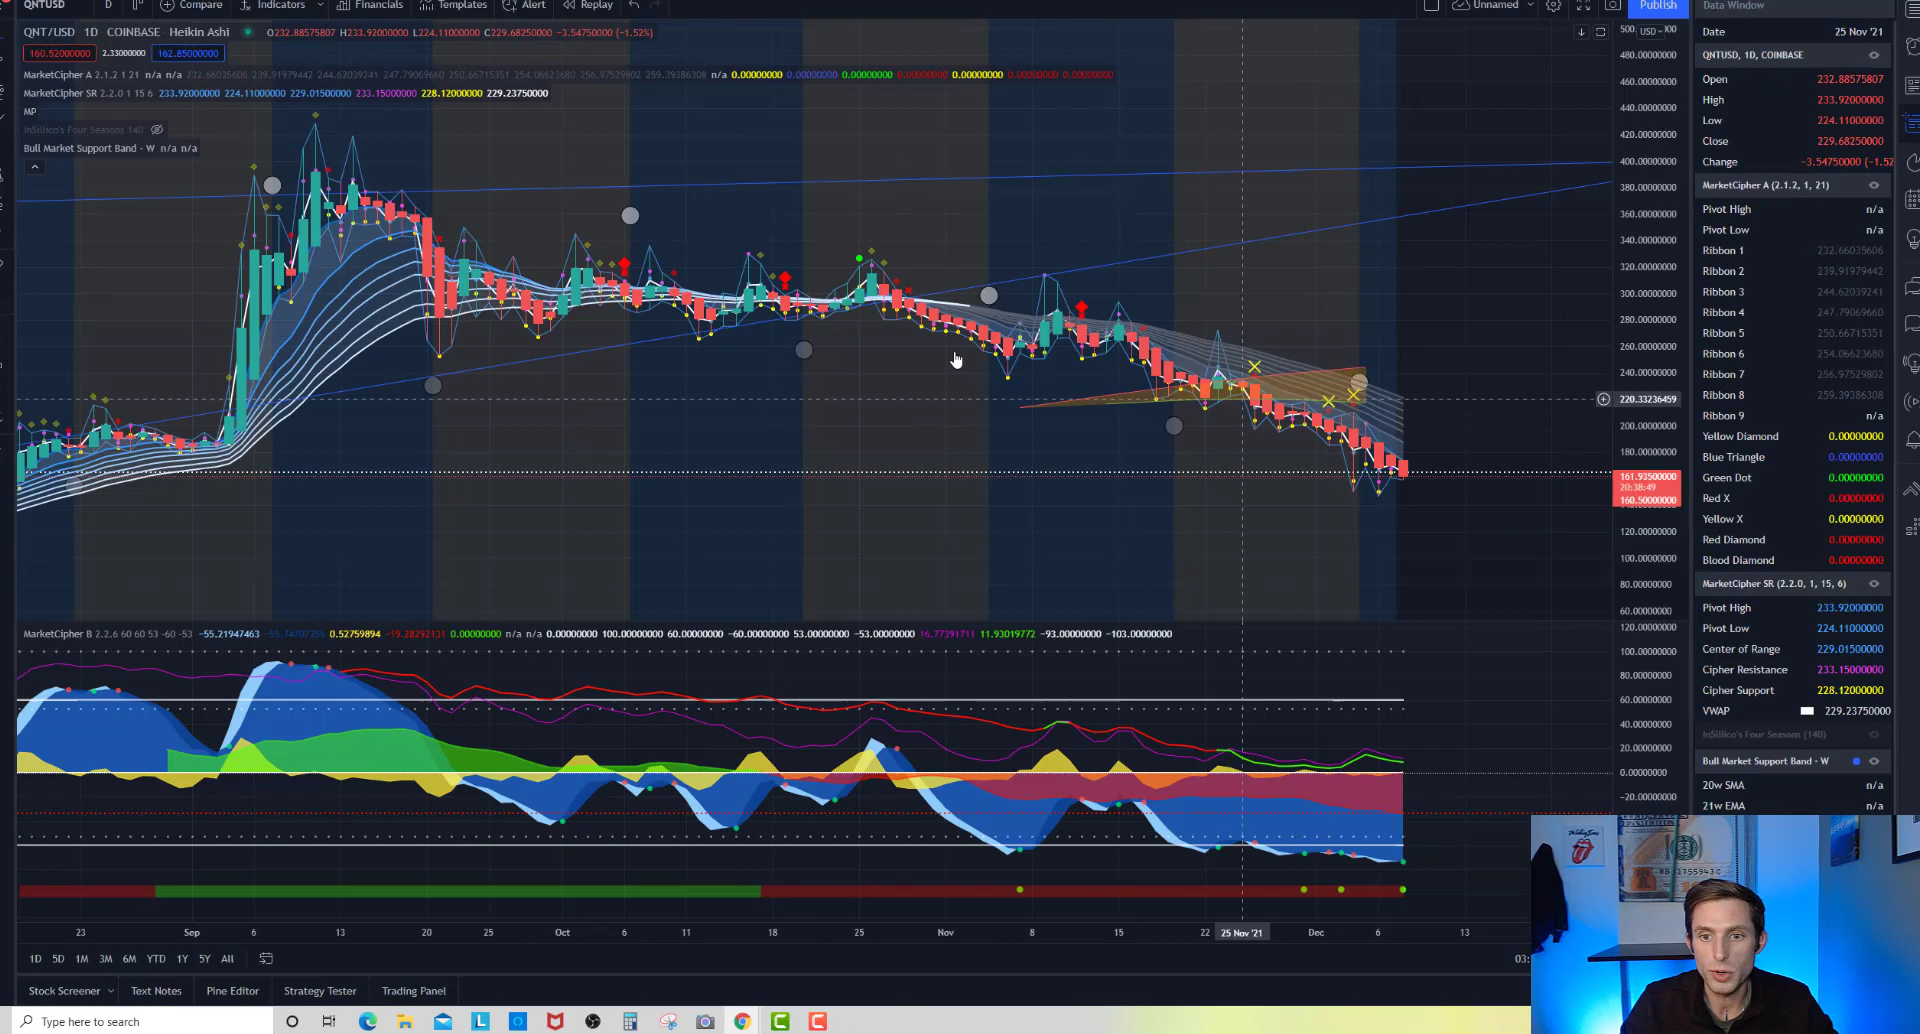 QNTUSD D Compare Indicators Financials Templates Alert Replay Unnamed Publish
QNT/USD 1D COINBASE Heikin Ashi O232.88575807 H233.92000000 L224.11000000 C229.68250000 −3.54750000 (−1.52%)
160.52000000 2.33000000 162.85000000
MarketCipher A 2.1.2 1 21 n/a n/a 232.66035606 239.91979442 244.62039241 247.79069660 250.66715351 254.06623680 256.97529802 259.39386308 n/a 0.00000000 0.00000000 0.00000000 0.00000000 0.00000000 0.00000000 0.00000000
MarketCipher SR 2.2.0 1 15 6 233.92000000 224.11000000 229.01500000 233.15000000 228.12000000 229.23750000
MP
InSillico's Four Seasons 140
Bull Market Support Band - W n/a n/a
USD
480.00000000
460.00000000
440.00000000
420.00000000
400.00000000
380.00000000
360.00000000
340.00000000
320.00000000
300.00000000
280.00000000
260.00000000
240.00000000
220.33236459
200.00000000
180.00000000
161.93500000
20:38:49
160.50000000
120.00000000
100.00000000
80.00000000
60.00000000
MarketCipher B 2.2.6 60 60 53 -60 -53 −55.21947463 −55.74707356 0.52759894 −19.28292131 0.00000000 n/a n/a 0.00000000 100.00000000 60.00000000 −60.00000000 53.00000000 −53.00000000 16.77391711 11.93019772 −93.00000000 −103.00000000
120.00000000
100.00000000
80.00000000
60.00000000
40.00000000
20.00000000
0.00000000
−20.00000000
23 Sep 6 13 20 25 Oct 6 11 18 25 Nov 8 15 22 25 Nov '21 Dec 6 13
1D 5D 1M 3M 6M YTD 1Y 5Y All
Stock Screener Text Notes Pine Editor Strategy Tester Trading Panel
Type here to search
Data Window
Date 25 Nov '21
QNTUSD, 1D, COINBASE
Open 232.88575807
High 233.92000000
Low 224.11000000
Close 229.68250000
Change −3.54750000 (−1.52
MarketCipher A (2.1.2, 1, 21)
Pivot High n/a
Pivot Low n/a
Ribbon 1 232.66035606
Ribbon 2 239.91979442
Ribbon 3 244.62039241
Ribbon 4 247.79069660
Ribbon 5 250.66715351
Ribbon 6 254.06623680
Ribbon 7 256.97529802
Ribbon 8 259.39386308
Ribbon 9 n/a
Yellow Diamond 0.00000000
Blue Triangle 0.00000000
Green Dot 0.00000000
Red X 0.00000000
Yellow X 0.00000000
Red Diamond 0.00000000
Blood Diamond 0.00000000
MarketCipher SR (2.2.0, 1, 15, 6)
Pivot High 233.92000000
Pivot Low 224.11000000
Center of Range 229.01500000
Cipher Resistance 233.15000000
Cipher Support 228.12000000
VWAP 229.23750000
InSillico's Four Seasons (140)
Bull Market Support Band - W
20w SMA n/a
21w EMA n/a